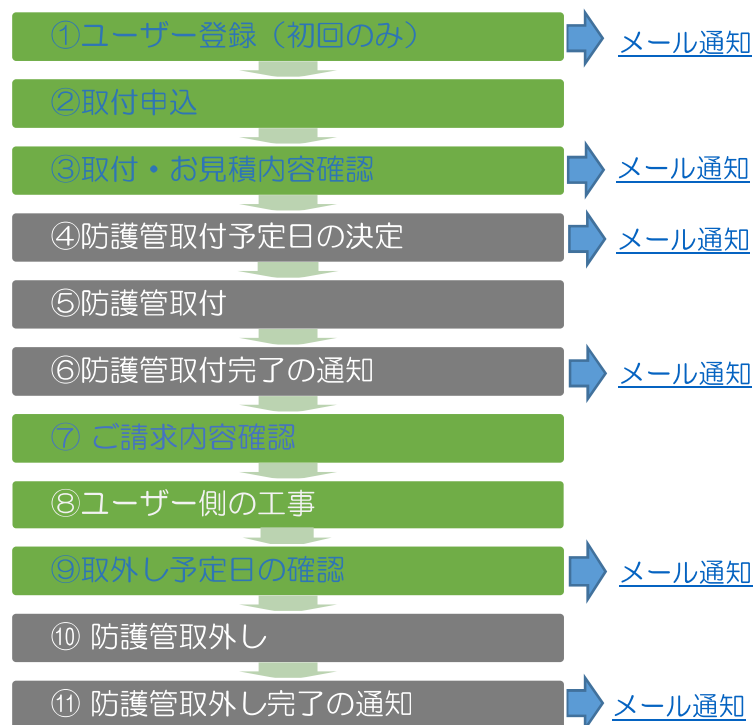 ①ユーザー登録（初回のみ）
メール通知
②取付申込
③取付・お見積内容確認
メール通知
④防護管取付予定日の決定
メール通知
⑤防護管取付
⑥防護管取付完了の通知
メール通知
⑦ ご請求内容確認
⑧ユーザー側の工事
⑨取外し予定日の確認
メール通知
⑩ 防護管取外し
⑪ 防護管取外し完了の通知
メール通知